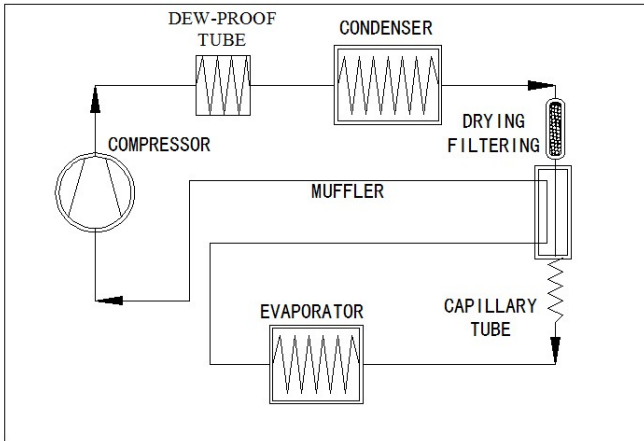 DEW-PROOF
TUBE
CONDENSER
DRYING
FILTERING
COMPRESSOR
MUFFLER
CAPILLARY
TUBE
EVAPORATOR